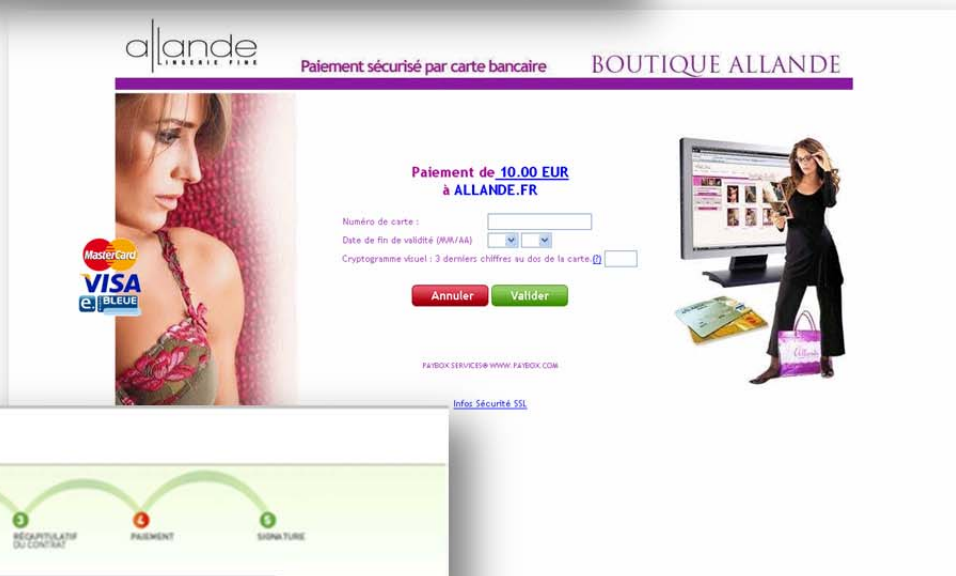 allande
LINGERIE FINE
Paiement sécurisé par carte bancaire
BOUTIQUE ALLANDE
Paiement de 10.00 EUR
à ALLANDE.FR
Numéro de carte :
Date de fin de validité (MM/AA)
Cryptogramme visuel : 3 derniers chiffres au dos de la carte.(?)
MasterCard
VISA
e. BLEUE
Annuler
Valider
Allande
PAYBOX SERVICES® WWW.PAYBOX.COM
Infos Sécurité SSL
3
4
5
RÉCAPITULATIF
DU CONTRAT
PAIEMENT
SIGNATURE